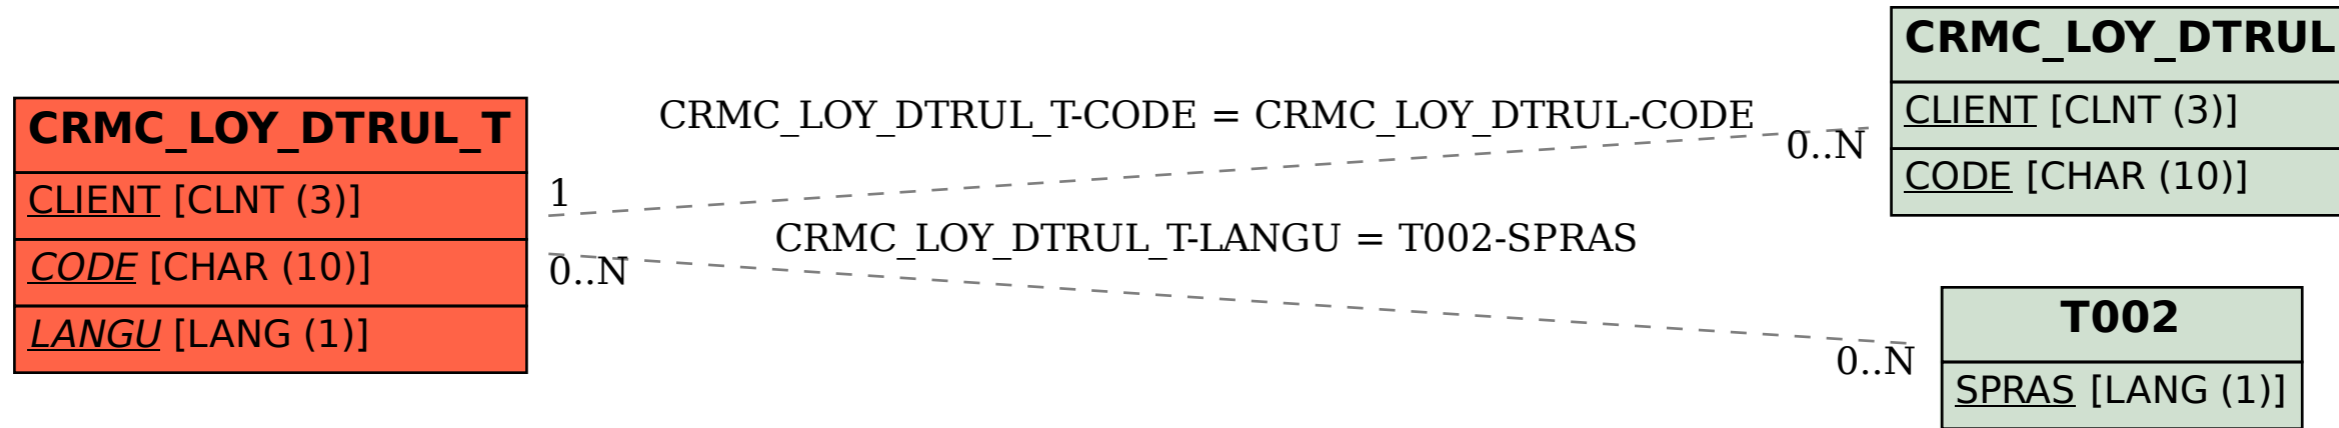 CRMC_LOY_DTRUL_T
CLIENT [CLNT (3)]
CODE [CHAR (10)]
LANGU [LANG (1)]
CRMC_LOY_DTRUL_T-CODE = CRMC_LOY_DTRUL-CODE
1
0..N
CRMC_LOY_DTRUL_T-LANGU = T002-SPRAS
0..N
0..N
CRMC_LOY_DTRUL
CLIENT [CLNT (3)]
CODE [CHAR (10)]
T002
SPRAS [LANG (1)]